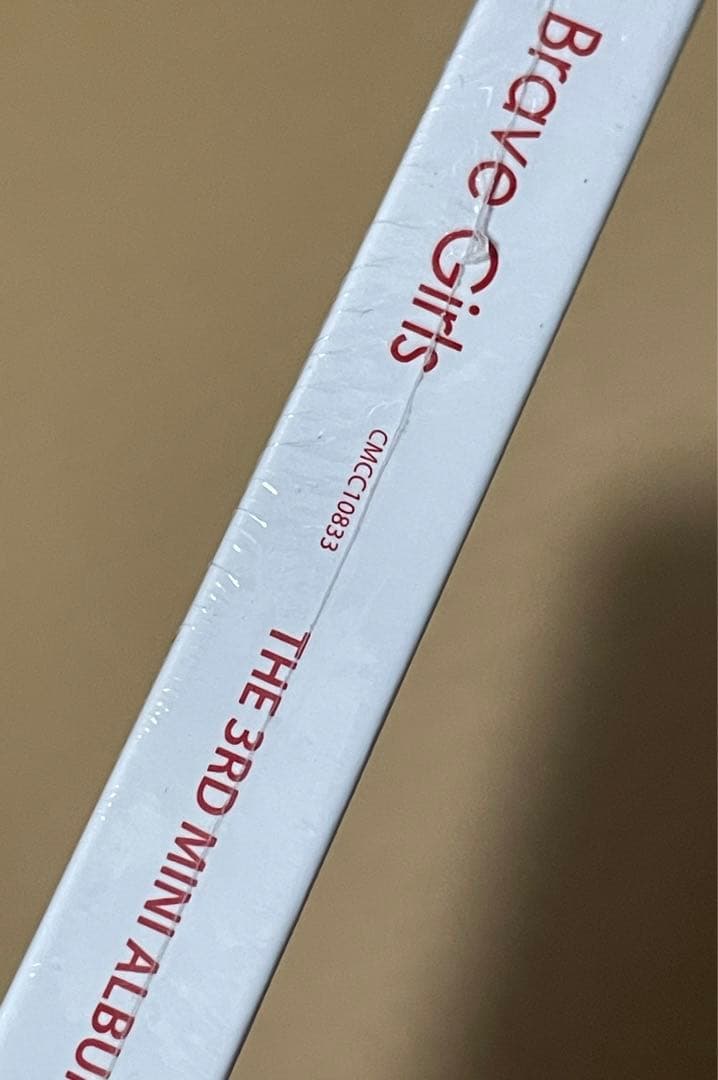 Brave Girls
CMCC10833
THE 3RD MINI ALBU